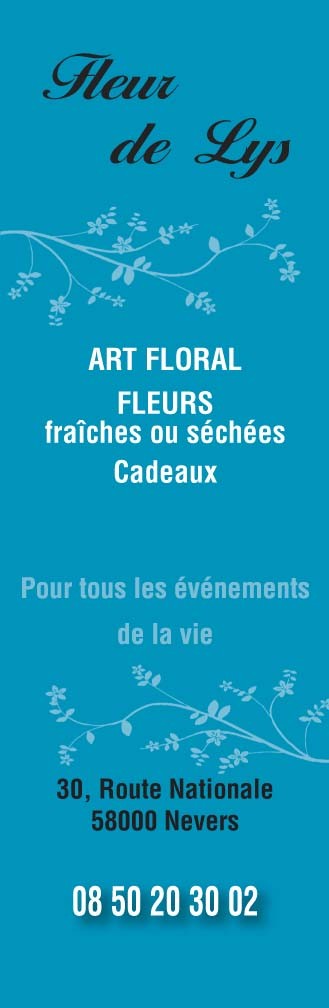 Fleur
de Lys
ART FLORAL
FLEURS
fraîches ou séchées
Cadeaux
Pour tous les événements
de la vie
30, Route Nationale
58000 Nevers
08 50 20 30 02